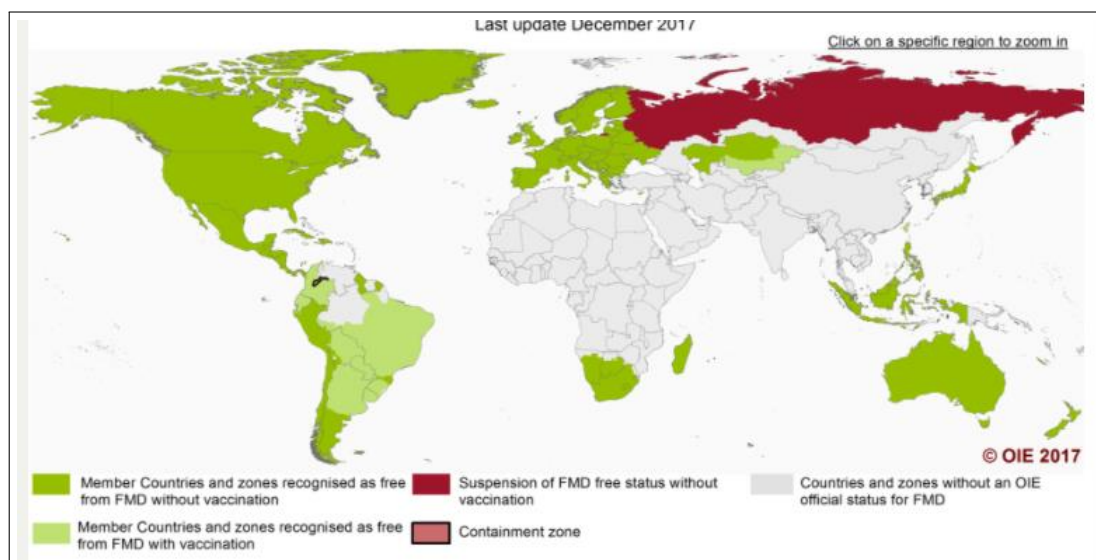 Last update December 2017
Click on a specific region to zoom in
© OIE 2017
Member Countries and zones recognised as free
from FMD without vaccination
Suspension of FMD free status without
vaccination
Countries and zones without an OIE
official status for FMD
Member Countries and zones recognised as free
from FMD with vaccination
Containment zone